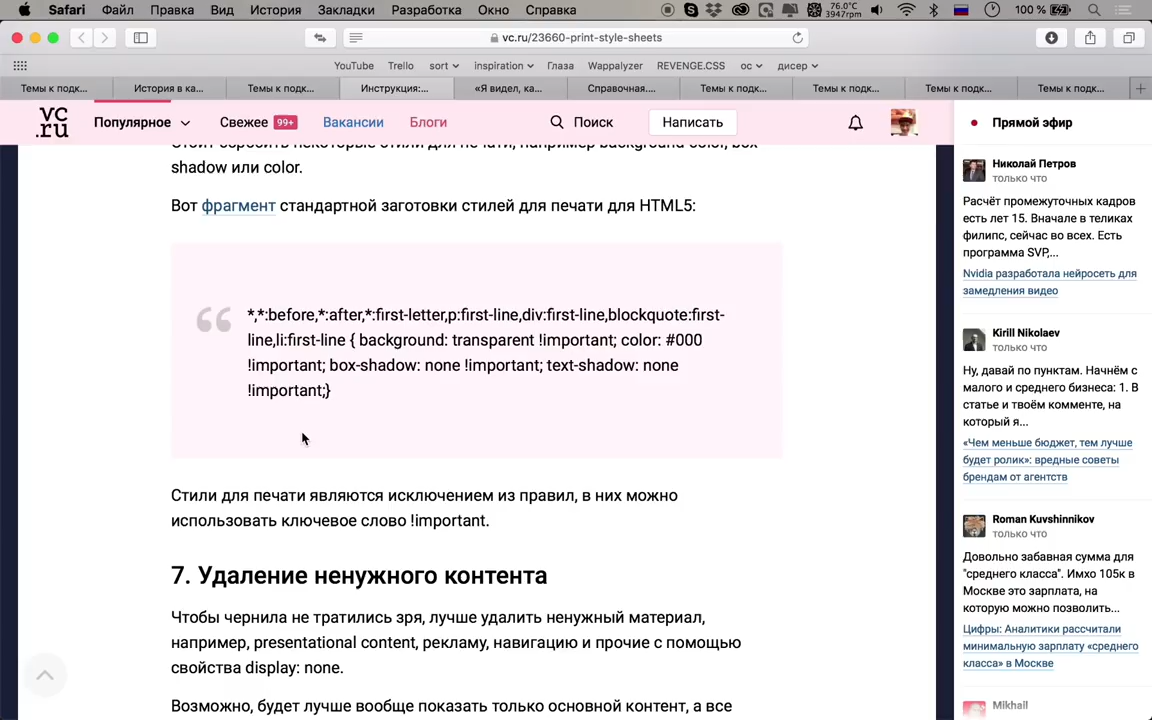 Safari Файл Правка Вид История Закладки Разработка Окно Справка 76.0°C 3947rpm 100 %
vc.ru/23660-print-style-sheets
YouTube Trello sort inspiration Глаза Wappalyzer REVENGE.CSS ос дисер
Темы к подк... История в ка... Темы к подк... Инструкция:... «Я видел, ка... Справочная.... Темы к подк... Темы к подк... Темы к подк... Темы к подк...
vc
.ru
Популярное Свежее 99+ Вакансии Блоги Поиск Написать
shadow или color.
Вот фрагмент стандартной заготовки стилей для печати для HTML5:
*,*:before,*:after,*:first-letter,p:first-line,div:first-line,blockquote:first-
line,li:first-line { background: transparent !important; color: #000
!important; box-shadow: none !important; text-shadow: none
!important;}
Стили для печати являются исключением из правил, в них можно
использовать ключевое слово !important.
7. Удаление ненужного контента
Чтобы чернила не тратились зря, лучше удалить ненужный материал,
например, presentational content, рекламу, навигацию и прочие с помощью
свойства display: none.
Возможно, будет лучше вообще показать только основной контент, а все
Прямой эфир
Николай Петров
только что
Расчёт промежуточных кадров
есть лет 15. Вначале в теликах
филипс, сейчас во всех. Есть
программа SVP,...
Nvidia разработала нейросеть для
замедления видео
Kirill Nikolaev
только что
Ну, давай по пунктам. Начнём с
малого и среднего бизнеса: 1. В
статье и твоём комменте, на
который я...
«Чем меньше бюджет, тем лучше
будет ролик»: вредные советы
брендам от агентств
Roman Kuvshinnikov
только что
Довольно забавная сумма для
"среднего класса". Имхо 105к в
Москве это зарплата, на
которую можно позволить...
Цифры: Аналитики рассчитали
минимальную зарплату «среднего
класса» в Москве
Mikhail